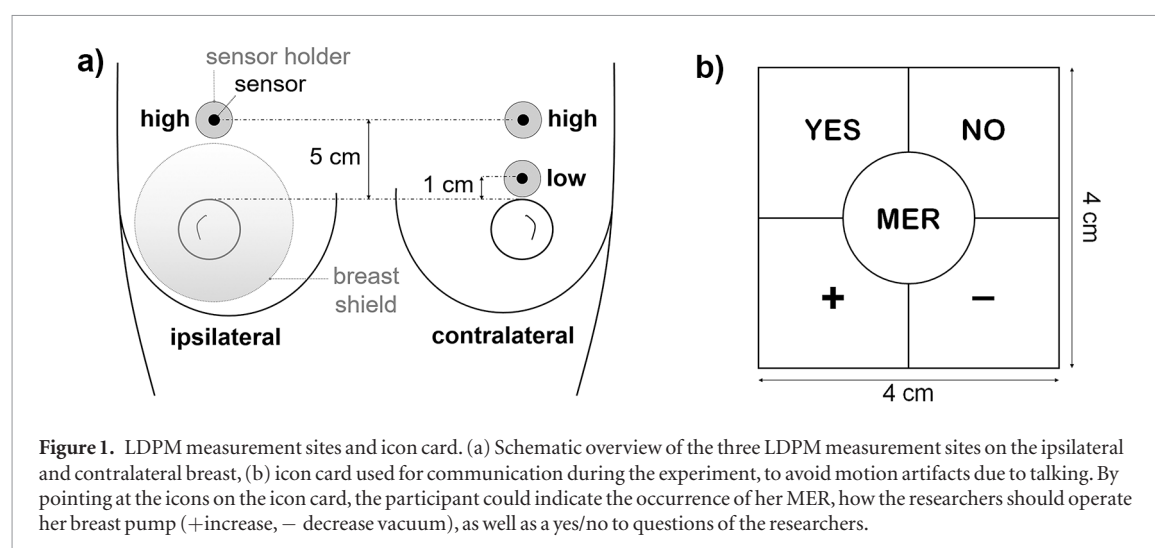 a)
sensor holder
sensor
high
high
5 cm
1 cm
low
breast
shield
ipsilateral
contralateral
b)
YES
NO
MER
+
−
4 cm
4 cm
Figure 1. LDPM measurement sites and icon card. (a) Schematic overview of the three LDPM measurement sites on the ipsilateral
and contralateral breast, (b) icon card used for communication during the experiment, to avoid motion artifacts due to talking. By
pointing at the icons on the icon card, the participant could indicate the occurrence of her MER, how the researchers should operate
her breast pump (+increase, − decrease vacuum), as well as a yes/no to questions of the researchers.